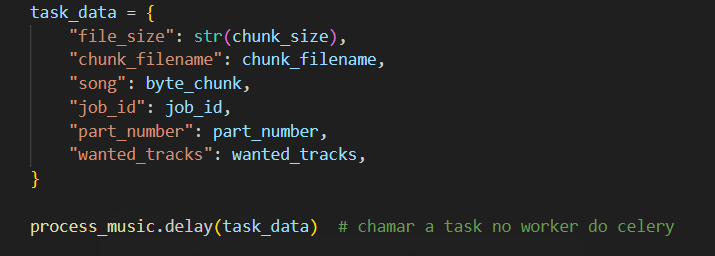 task_data = {
    "file_size": str(chunk_size),
    "chunk_filename": chunk_filename,
    "song": byte_chunk,
    "job_id": job_id,
    "part_number": part_number,
    "wanted_tracks": wanted_tracks,
}
process_music.delay(task_data)  # chamar a task no worker do celery